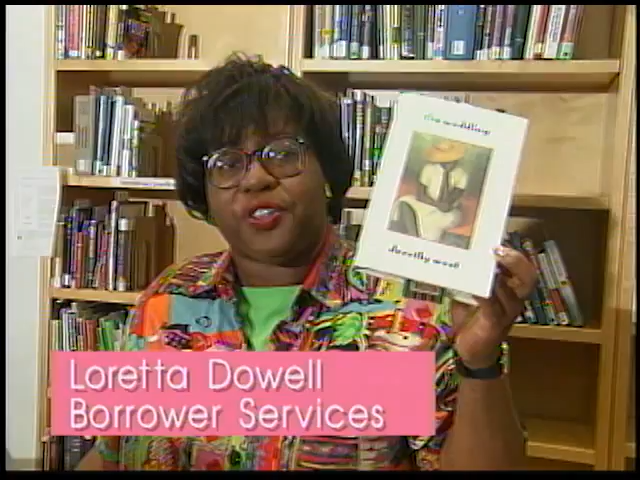 the wedding
dorothy west
Loretta Dowell
Borrower Services